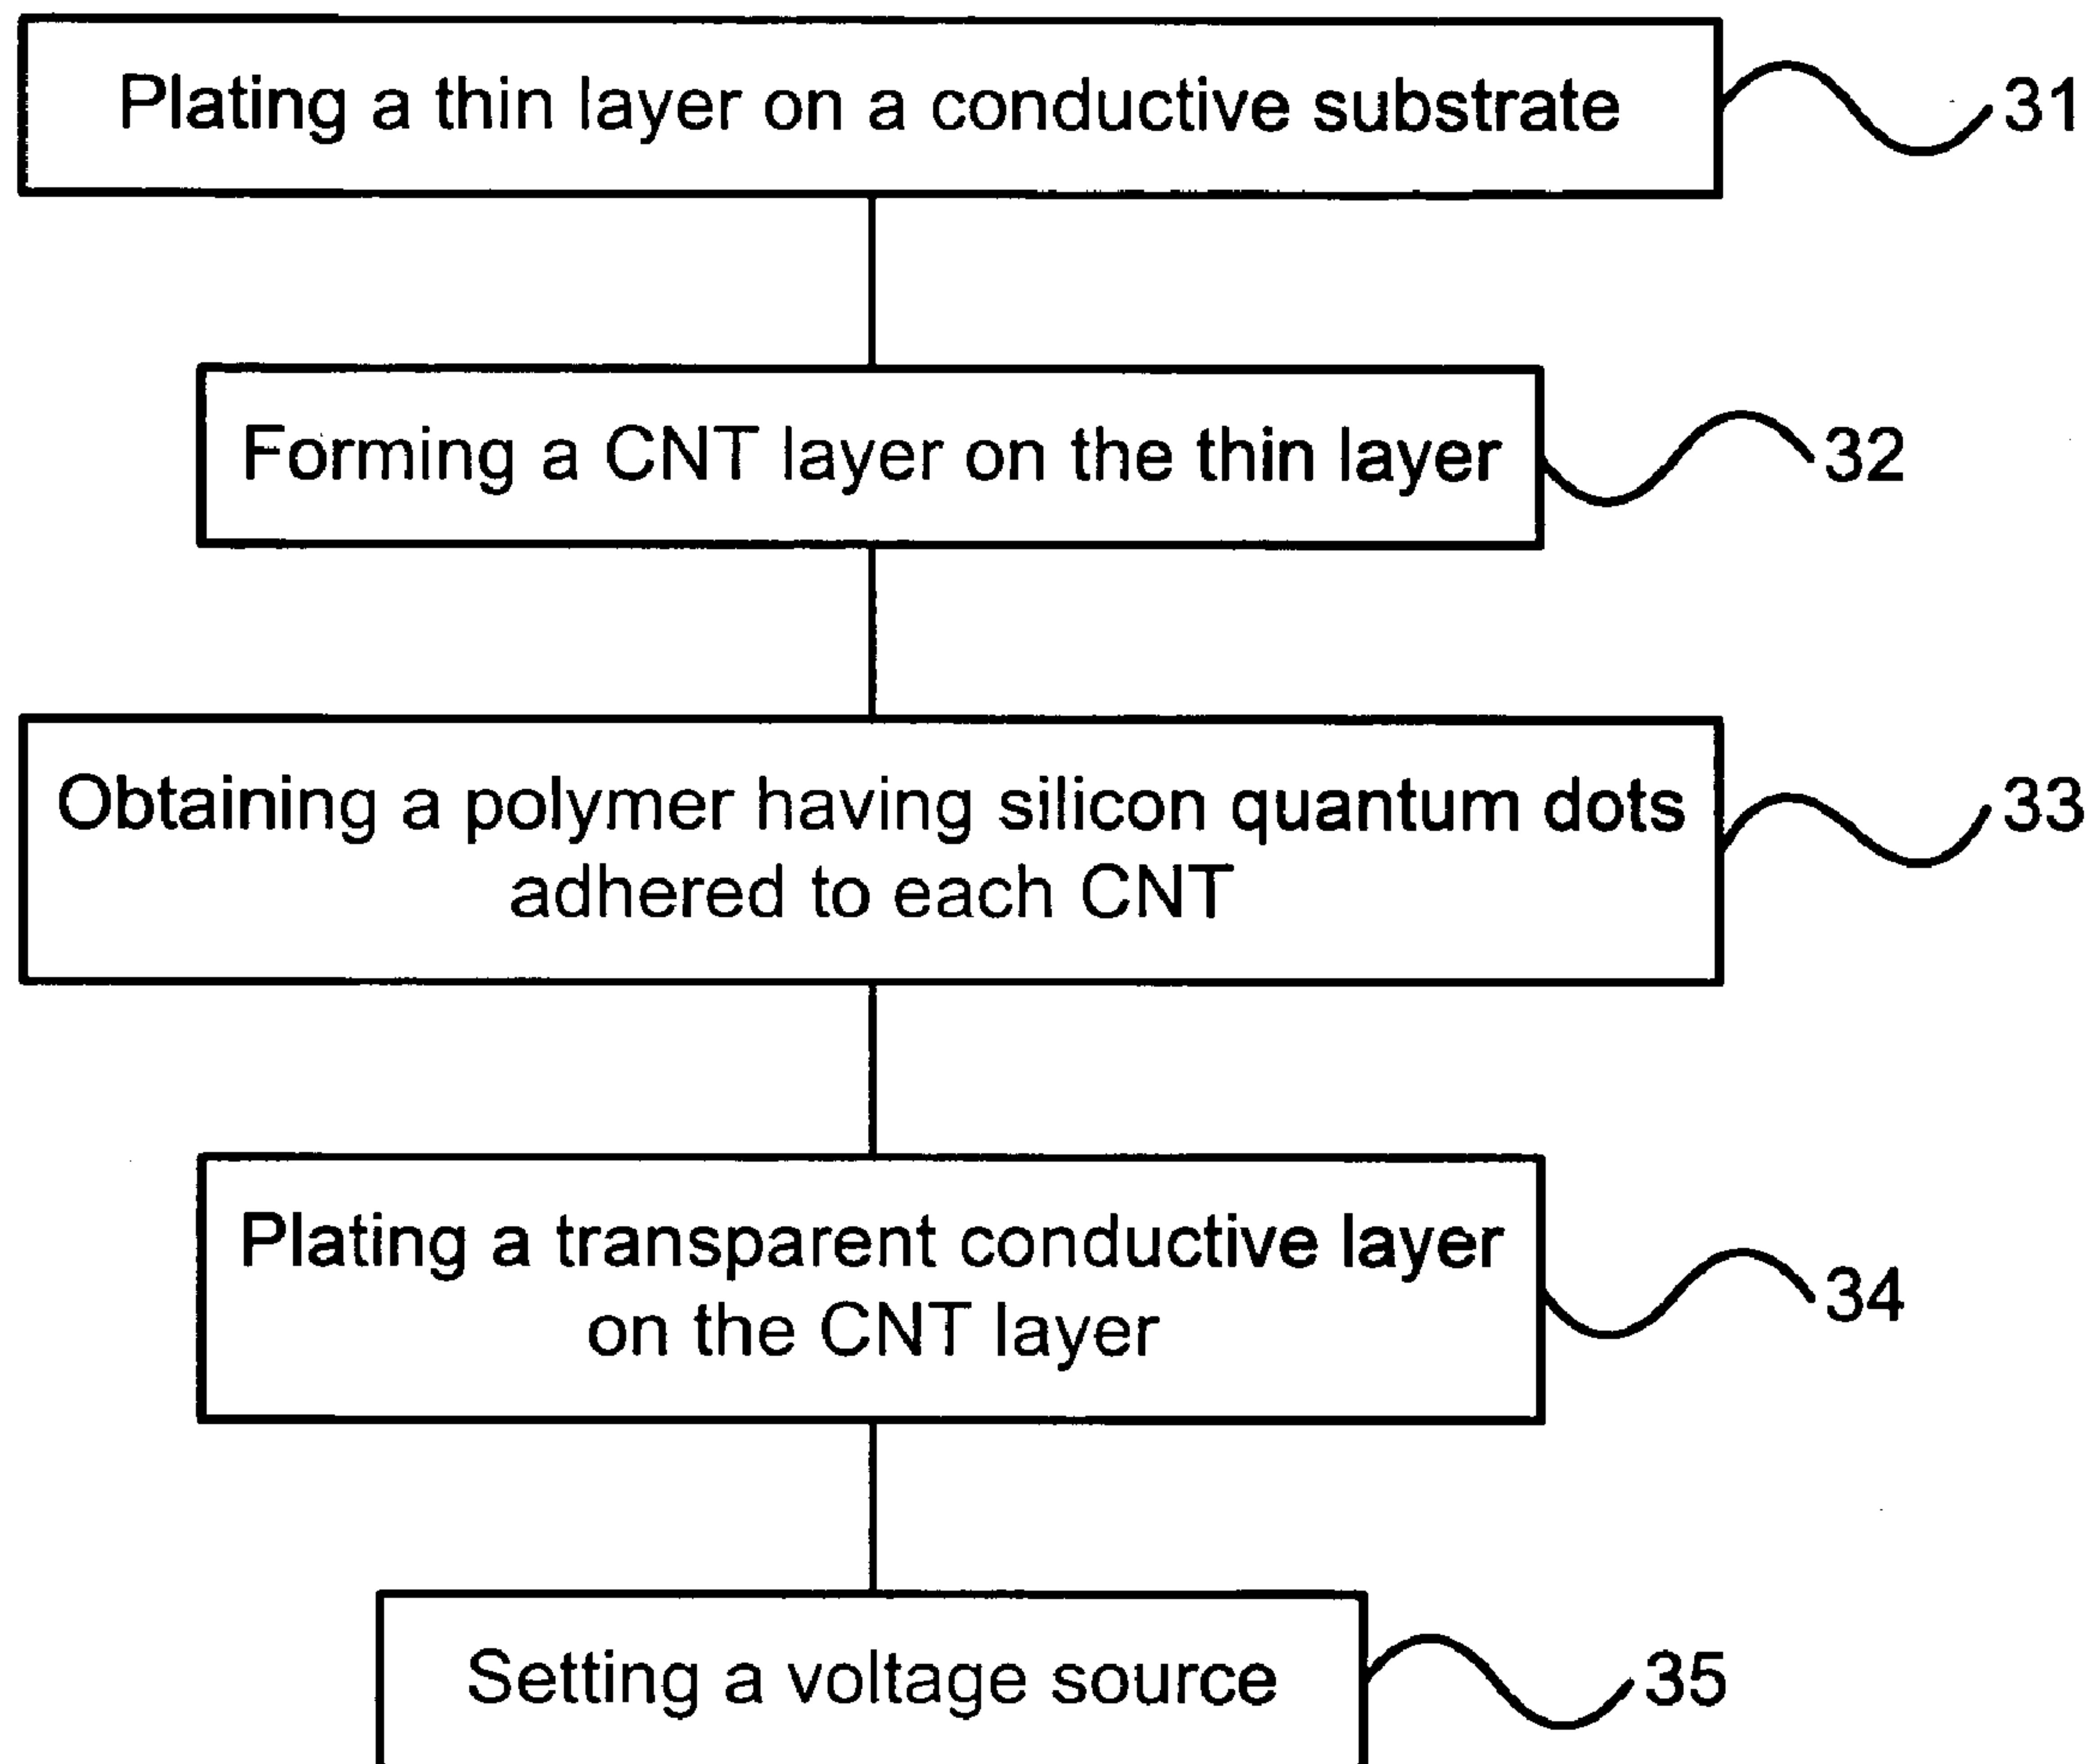 Plating a thin layer on a conductive substrate
31
Forming a CNT layer on the thin layer
32
Obtaining a polymer having silicon quantum dots
adhered to each CNT
33
Plating a transparent conductive layer
on the CNT layer
34
Setting a voltage source
35